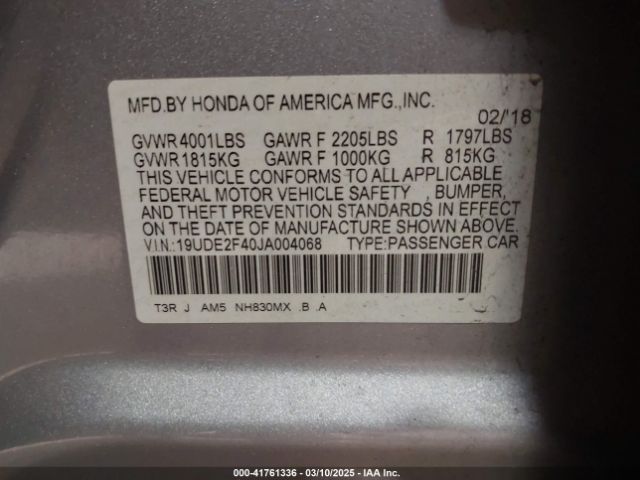 MFD.BY HONDA OF AMERICA MFG.,INC.
02/'18
GVWR 4001LBS GAWR F 2205LBS R 1797LBS
GVWR 1815KG GAWR F 1000KG R 815KG
THIS VEHICLE CONFORMS TO ALL APPLICABLE
FEDERAL MOTOR VEHICLE SAFETY , BUMPER,
AND THEFT PREVENTION STANDARDS IN EFFECT
ON THE DATE OF MANUFACTURE SHOWN ABOVE.
V.I.N.:19UDE2F40JA004068 TYPE:PASSENGER CAR
T3R J AM5 NH830MX .B .A
000-41761336 - 03/10/2025 - IAA Inc.